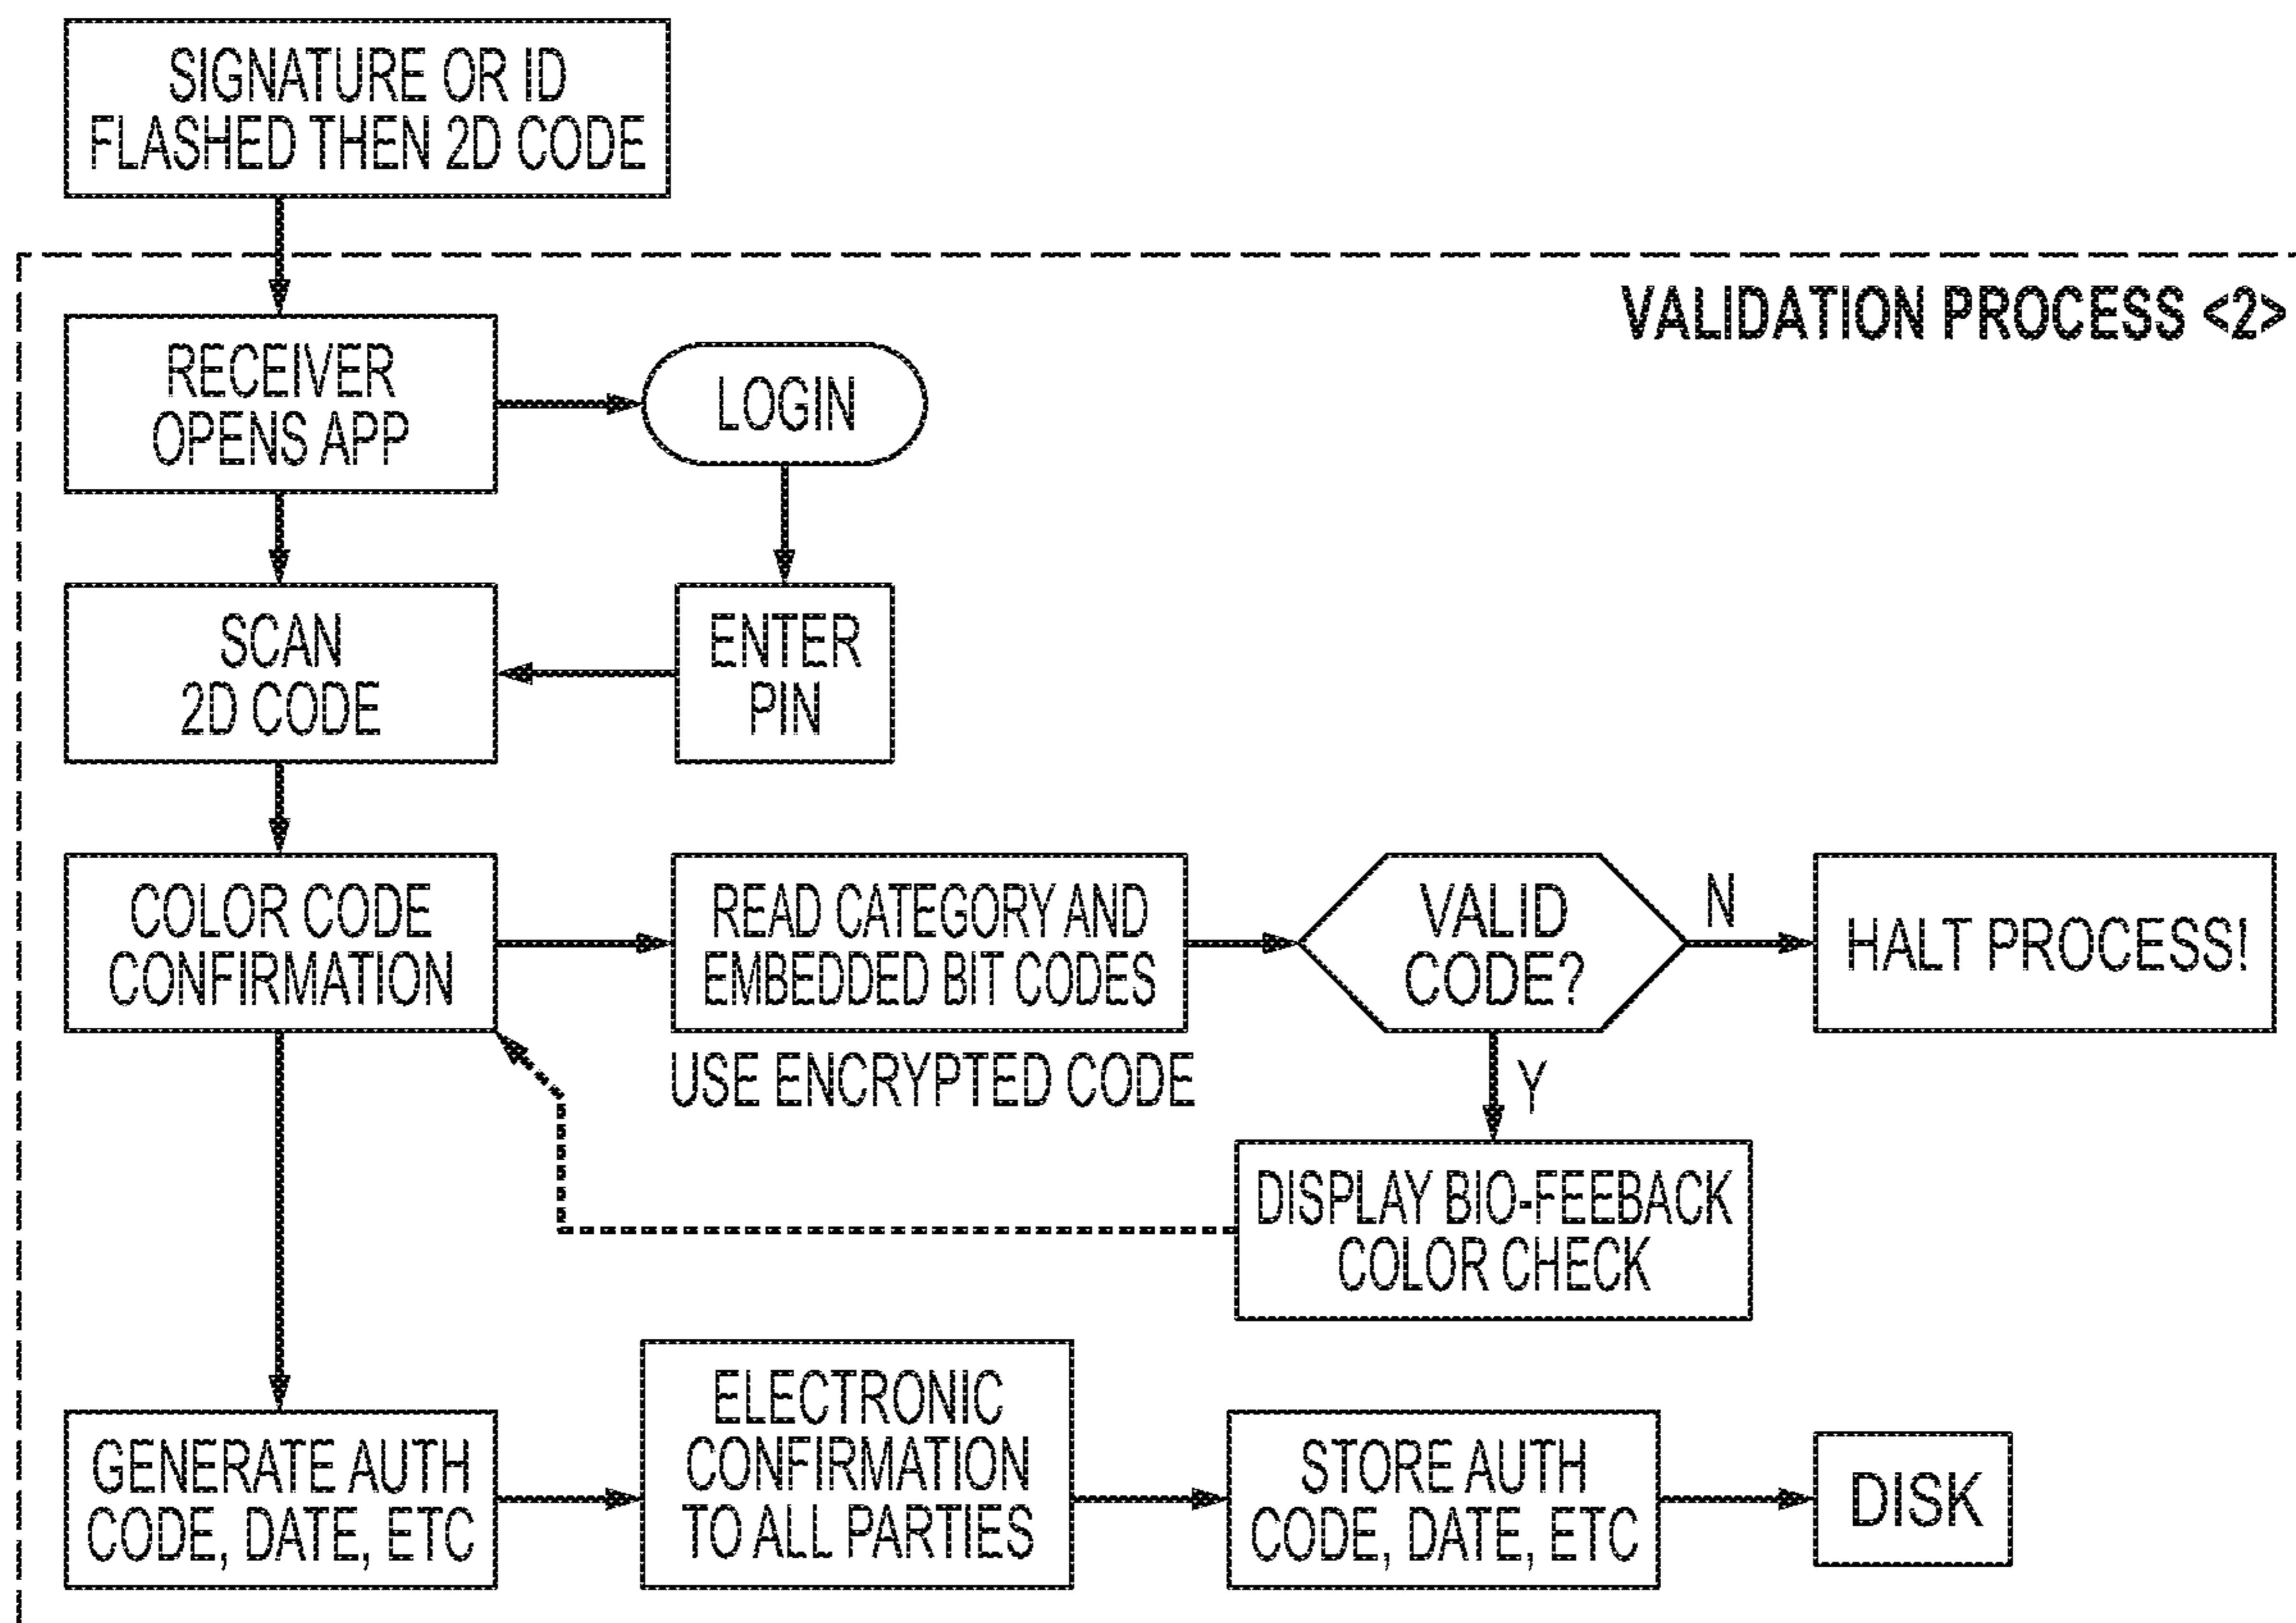 SIGNATURE OR ID
FLASHED THEN 2D CODE
VALIDATION PROCESS <2>
RECEIVER
OPENS APP
LOGIN
SCAN
2D CODE
ENTER
PIN
COLOR CODE
CONFIRMATION
READ CATEGORY AND
EMBEDDED BIT CODES
USE ENCRYPTED CODE
VALID
CODE?
N
HALT PROCESS!
Y
DISPLAY BIO-FEEBACK
COLOR CHECK
GENERATE AUTH
CODE, DATE, ETC
ELECTRONIC
CONFIRMATION
TO ALL PARTIES
STORE AUTH
CODE, DATE, ETC
DISK